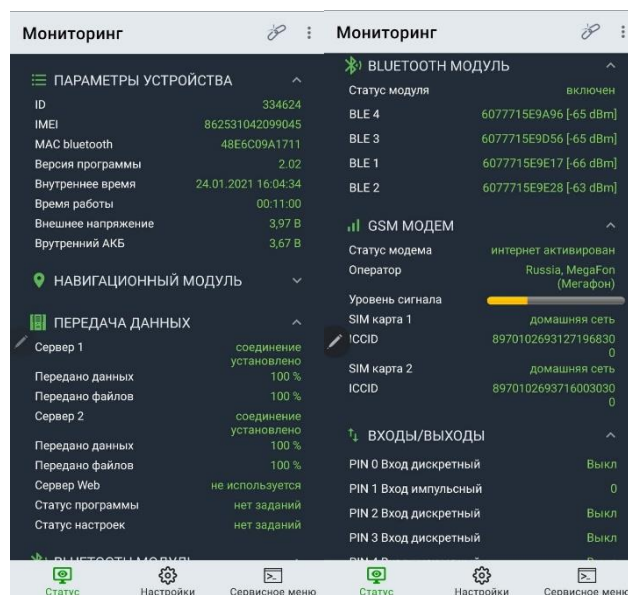 Мониторинг
ПАРАМЕТРЫ УСТРОЙСТВА
ID 334624
IMEI 862531042099045
MAC bluetooth 48E6C09A1711
Версия программы 2.02
Внутреннее время 24.01.2021 16:04:34
Время работы 00:11:00
Внешнее напряжение 3,97 В
Врутренний АКБ 3,67 В
НАВИГАЦИОННЫЙ МОДУЛЬ
ПЕРЕДАЧА ДАННЫХ
Сервер 1 соединение
установлено
Передано данных 100 %
Передано файлов 100 %
Сервер 2 соединение
установлено
Передано данных 100 %
Передано файлов 100 %
Сервер Web не используется
Статус программы нет заданий
Статус настроек нет заданий
BLUETOOTH МОДУЛЬ
Статус Настройки Сервисное меню
Мониторинг
BLUETOOTH МОДУЛЬ
Статус модуля включен
BLE 4 6077715E9A96 [-65 dBm]
BLE 3 6077715E9D56 [-65 dBm]
BLE 1 6077715E9E17 [-66 dBm]
BLE 2 6077715E9E28 [-63 dBm]
GSM МОДЕМ
Статус модема интернет активирован
Оператор Russia, MegaFon
(Мегафон)
Уровень сигнала
SIM карта 1 домашняя сеть
ICCID 8970102693127196830
0
SIM карта 2 домашняя сеть
ICCID 8970102693716003030
0
ВХОДЫ/ВЫХОДЫ
PIN 0 Вход дискретный Выкл
PIN 1 Вход импульсный 0
PIN 2 Вход дискретный Выкл
PIN 3 Вход дискретный Выкл
Статус Настройки Сервисное меню